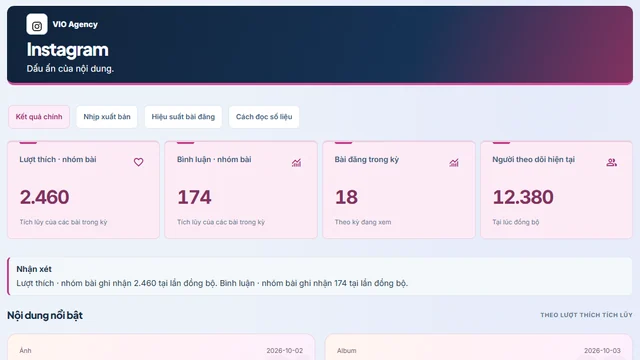 VIO Agency
Instagram
Dấu ấn của nội dung.
Kết quả chính
Nhịp xuất bản
Hiệu suất bài đăng
Cách đọc số liệu
Lượt thích · nhóm bài
2.460
Tích lũy của các bài trong kỳ
Bình luận · nhóm bài
174
Tích lũy của các bài trong kỳ
Bài đăng trong kỳ
18
Theo kỳ đang xem
Người theo dõi hiện tại
12.380
Tại lúc đồng bộ
Nhận xét
Lượt thích · nhóm bài ghi nhận 2.460 tại lần đồng bộ. Bình luận · nhóm bài ghi nhận 174 tại lần đồng bộ.
Nội dung nổi bật
THEO LƯỢT THÍCH TÍCH LŨY
Ảnh
2026-10-02
Album
2026-10-03